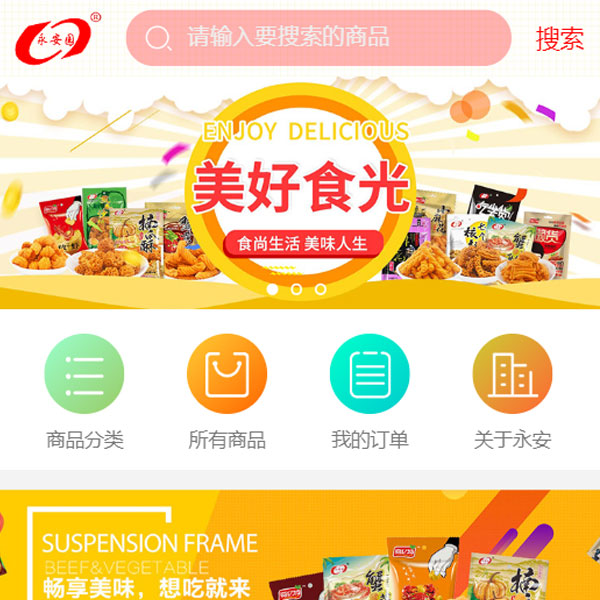 永安园®
请输入要搜索的商品
搜索
ENJOY DELICIOUS
美好食光
食尚生活 美味人生
商品分类
所有商品
我的订单
关于永安
SUSPENSION FRAME
BEEF&VEGETABLE
畅享美味，想吃就来